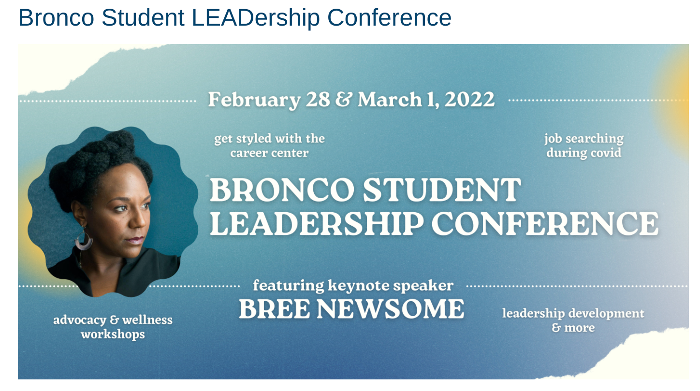 Bronco Student LEADership Conference
February 28 & March 1, 2022
get styled with the
career center
job searching
during covid
BRONCO STUDENT
LEADERSHIP CONFERENCE
featuring keynote speaker
BREE NEWSOME
advocacy & wellness
workshops
leadership development
& more